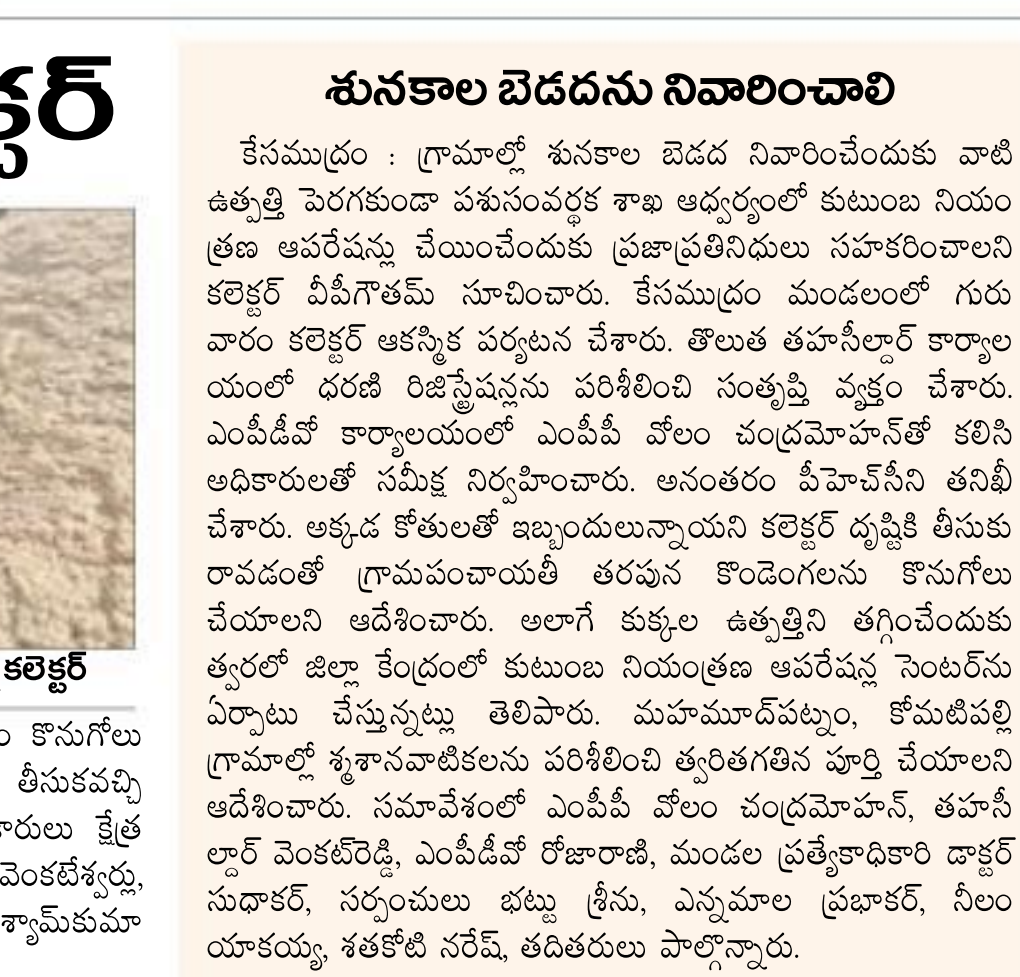 క్టర్
కలెక్టర్
కొనుగోలు
తీసుకవచ్చి
క్షేత్ర
వెంకటేశ్వర్లు,
శ్యామ్‌కుమా
శునకాల బెడదను నివారించాలి
కేసముద్రం : గ్రామాల్లో శునకాల బెడద నివారించేందుకు వాటి
ఉత్పత్తి పెరగకుండా పశుసంవర్థక శాఖ ఆధ్వర్యంలో కుటుంబ నియం
త్రణ ఆపరేషన్లు చేయించేందుకు ప్రజాప్రతినిధులు సహకరించాలని
కలెక్టర్ వీపీగౌతమ్ సూచించారు. కేసముద్రం మండలంలో గురు
వారం కలెక్టర్ ఆకస్మిక పర్యటన చేశారు. తొలుత తహసీల్దార్ కార్యాల
యంలో ధరణి రిజిస్ట్రేషన్లను పరిశీలించి సంతృప్తి వ్యక్తం చేశారు.
ఎంపీడీవో కార్యాలయంలో ఎంపీపీ వోలం చంద్రమోహన్‌తో కలిసి
అధికారులతో సమీక్ష నిర్వహించారు. అనంతరం పీహెచ్‌సీని తనిఖీ
చేశారు. అక్కడ కోతులతో ఇబ్బందులున్నాయని కలెక్టర్ దృష్టికి తీసుకు
రావడంతో గ్రామపంచాయతీ తరపున కొండెంగలను కొనుగోలు
చేయాలని ఆదేశించారు. అలాగే కుక్కల ఉత్పత్తిని తగ్గించేందుకు
త్వరలో జిల్లా కేంద్రంలో కుటుంబ నియంత్రణ ఆపరేషన్ల సెంటర్‌ను
ఏర్పాటు చేస్తున్నట్లు తెలిపారు. మహమూద్‌పట్నం, కోమటిపల్లి
గ్రామాల్లో శ్మశానవాటికలను పరిశీలించి త్వరితగతిన పూర్తి చేయాలని
ఆదేశించారు. సమావేశంలో ఎంపీపీ వోలం చంద్రమోహన్, తహసీ
ల్దార్ వెంకట్‌రెడ్డి, ఎంపీడీవో రోజారాణి, మండల ప్రత్యేకాధికారి డాక్టర్
సుధాకర్, సర్పంచులు భట్టు శ్రీను, ఎన్నమాల ప్రభాకర్, నీలం
యాకయ్య, శతకోటి నరేష్, తదితరులు పాల్గొన్నారు.